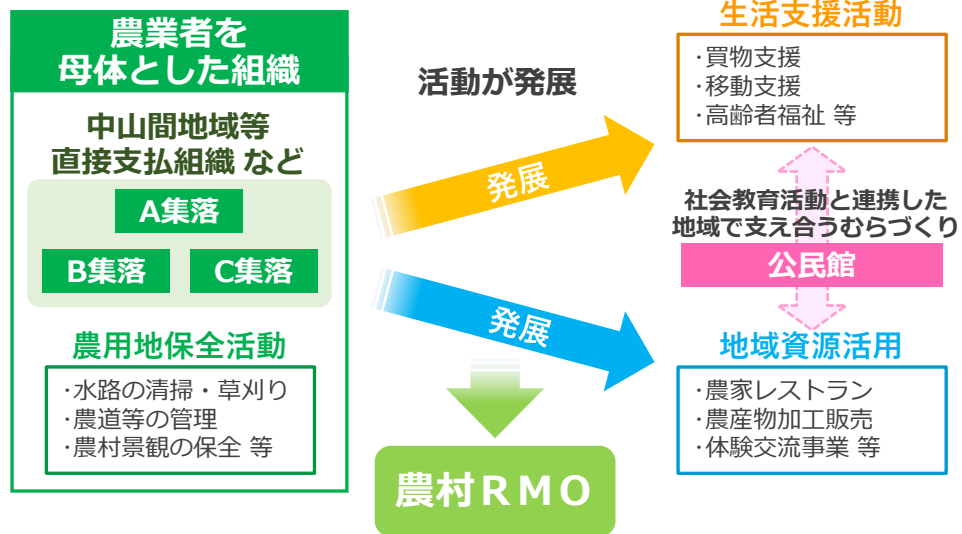 農業者を
母体とした組織
中山間地域等
直接支払組織 など
A集落
B集落
C集落
農用地保全活動
・水路の清掃・草刈り
・農道等の管理
・農村景観の保全 等
活動が発展
発展
発展
農村ＲＭＯ
生活支援活動
・買物支援
・移動支援
・高齢者福祉 等
社会教育活動と連携した
地域で支え合うむらづくり
公民館
地域資源活用
・農家レストラン
・農産物加工販売
・体験交流事業 等